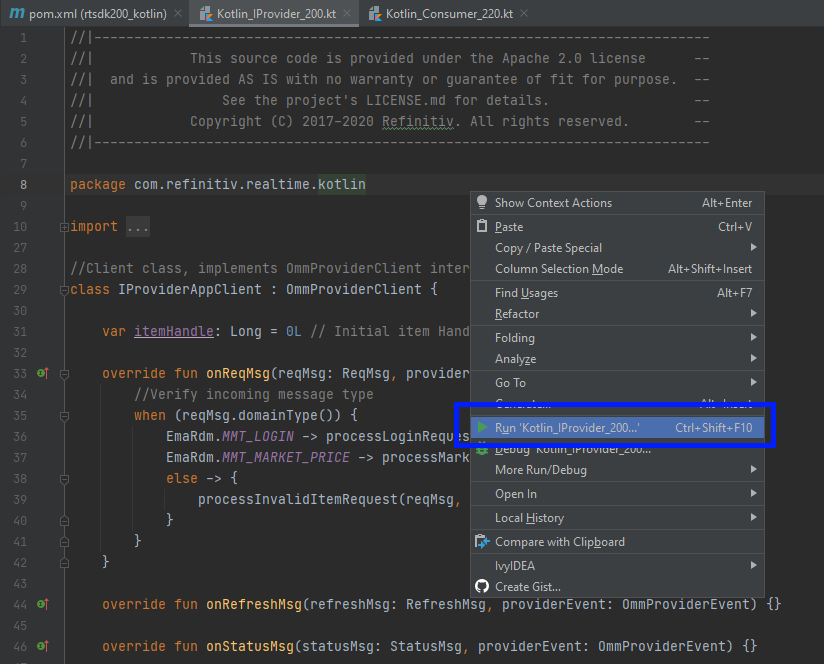 pom.xml (rtsdk200_kotlin) × Kotlin_IProvider_200.kt × Kotlin_Consumer_220.kt ×
1 //|----------------------------------------------------------------------------
2 //| This source code is provided under the Apache 2.0 license --
3 //| and is provided AS IS with no warranty or guarantee of fit for purpose. --
4 //| See the project's LICENSE.md for details. --
5 //| Copyright (C) 2017-2020 Refinitiv. All rights reserved. --
6 //|----------------------------------------------------------------------------
7
8 package com.refinitiv.realtime.kotlin
9
10 import ...
27
28 //Client class, implements OmmProviderClient
29 class IProviderAppClient : OmmProviderClient {
30
31 var itemHandle: Long = 0L // Initial item
32
33 override fun onReqMsg(reqMsg: ReqMsg,
34 //Verify incoming message type
35 when (reqMsg.domainType()) {
36 EmaRdm.MMT_LOGIN ->
37 EmaRdm.MMT_MARKET_PRICE ->
38 else -> {
39 processInvalidItemRequest(reqMsg,
40 }
41 }
42 }
43
44 override fun onRefreshMsg(refreshMsg: RefreshMsg, providerEvent: OmmProviderEvent) {}
45
46 override fun onStatusMsg(statusMsg: StatusMsg, providerEvent: OmmProviderEvent) {}
Show Context Actions Alt+Enter
Paste Ctrl+V
Copy / Paste Special
Column Selection Mode Alt+Shift+Insert
Find Usages Alt+F7
Refactor
Folding
Analyze
Go To
Run 'Kotlin_IProvider_200...' Ctrl+Shift+F10
Debug 'Kotlin_IProvider_200...'
More Run/Debug
Open In
Local History
Compare with Clipboard
IvyIDEA
Create Gist...